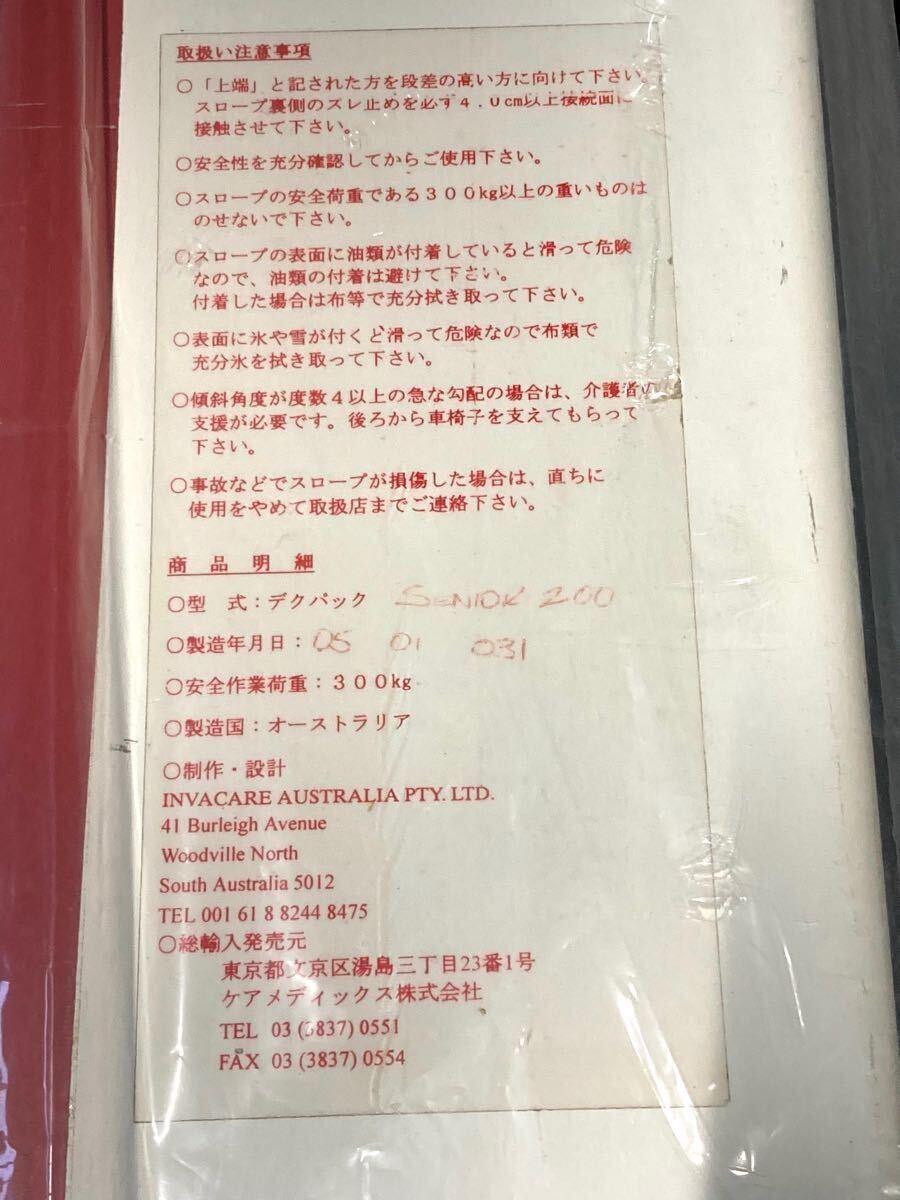 取扱い注意事項
○「上端」と記された方を段差の高い方に向けて下さい。
スロープ裏側のズレ止めを必ず4.0cm以上接続面に
接触させて下さい。
○安全性を充分確認してからご使用下さい。
○スロープの安全荷重である300kg以上の重いものは
のせないで下さい。
○スロープの表面に油類が付着していると滑って危険
なので、油類の付着は避けて下さい。
付着した場合は布等で充分拭き取って下さい。
○表面に氷や雪が付くど滑って危険なので布類で
充分氷を拭き取って下さい。
○傾斜角度が度数4以上の急な勾配の場合は、介護者の
支援が必要です。後ろから車椅子を支えてもらって
下さい。
○事故などでスロープが損傷した場合は、直ちに
使用をやめて取扱店までご連絡下さい。
商品明細
○型 式：デクパック SENIOR 200
○製造年月日：05 01 031
○安全作業荷重：300kg
○製造国：オーストラリア
○制作・設計
INVACARE AUSTRALIA PTY. LTD.
41 Burleigh Avenue
Woodville North
South Australia 5012
TEL 001 61 8 8244 8475
○総輸入発売元
東京都文京区湯島三丁目23番1号
ケアメディックス株式会社
TEL 03 (3837) 0551
FAX 03 (3837) 0554